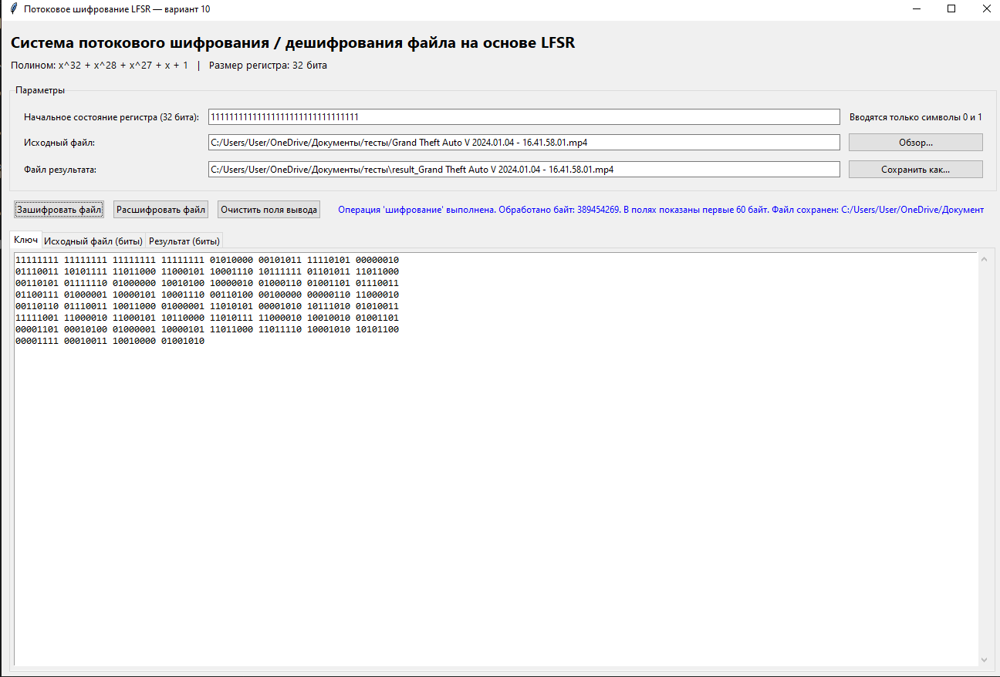 Потоковое шифрование LFSR — вариант 10
Система потокового шифрования / дешифрования файла на основе LFSR
Полином: x^32 + x^28 + x^27 + x + 1 | Размер регистра: 32 бита
Параметры
Начальное состояние регистра (32 бита): 11111111111111111111111111111111 Вводятся только символы 0 и 1
Исходный файл: C:/Users/User/OneDrive/Документы/тесты/Grand Theft Auto V 2024.01.04 - 16.41.58.01.mp4 Обзор...
Файл результата: C:/Users/User/OneDrive/Документы/тесты\result_Grand Theft Auto V 2024.01.04 - 16.41.58.01.mp4 Сохранить как...
Зашифровать файл Расшифровать файл Очистить поля вывода Операция 'шифрование' выполнена. Обработано байт: 389454269. В полях показаны первые 60 байт. Файл сохранен: C:/Users/User/OneDrive/Документ
Ключ Исходный файл (биты) Результат (биты)
11111111 11111111 11111111 11111111 01010000 00101011 11110101 00000010
01110011 10101111 11011000 11000101 10001110 10111111 01101011 11011000
00110101 01111110 01000000 10010100 10000010 01000110 01001101 01110011
01100111 01000001 10000101 10001110 00110100 00100000 00000110 11000010
00110110 01110011 10011000 01000001 11010101 00001010 10111010 01010011
11111001 11000010 11000101 10110000 11010111 11000010 10010010 01001101
00001101 00010100 01000001 10000101 11011000 11011110 10001010 10101100
00001111 00010011 10010000 01001010